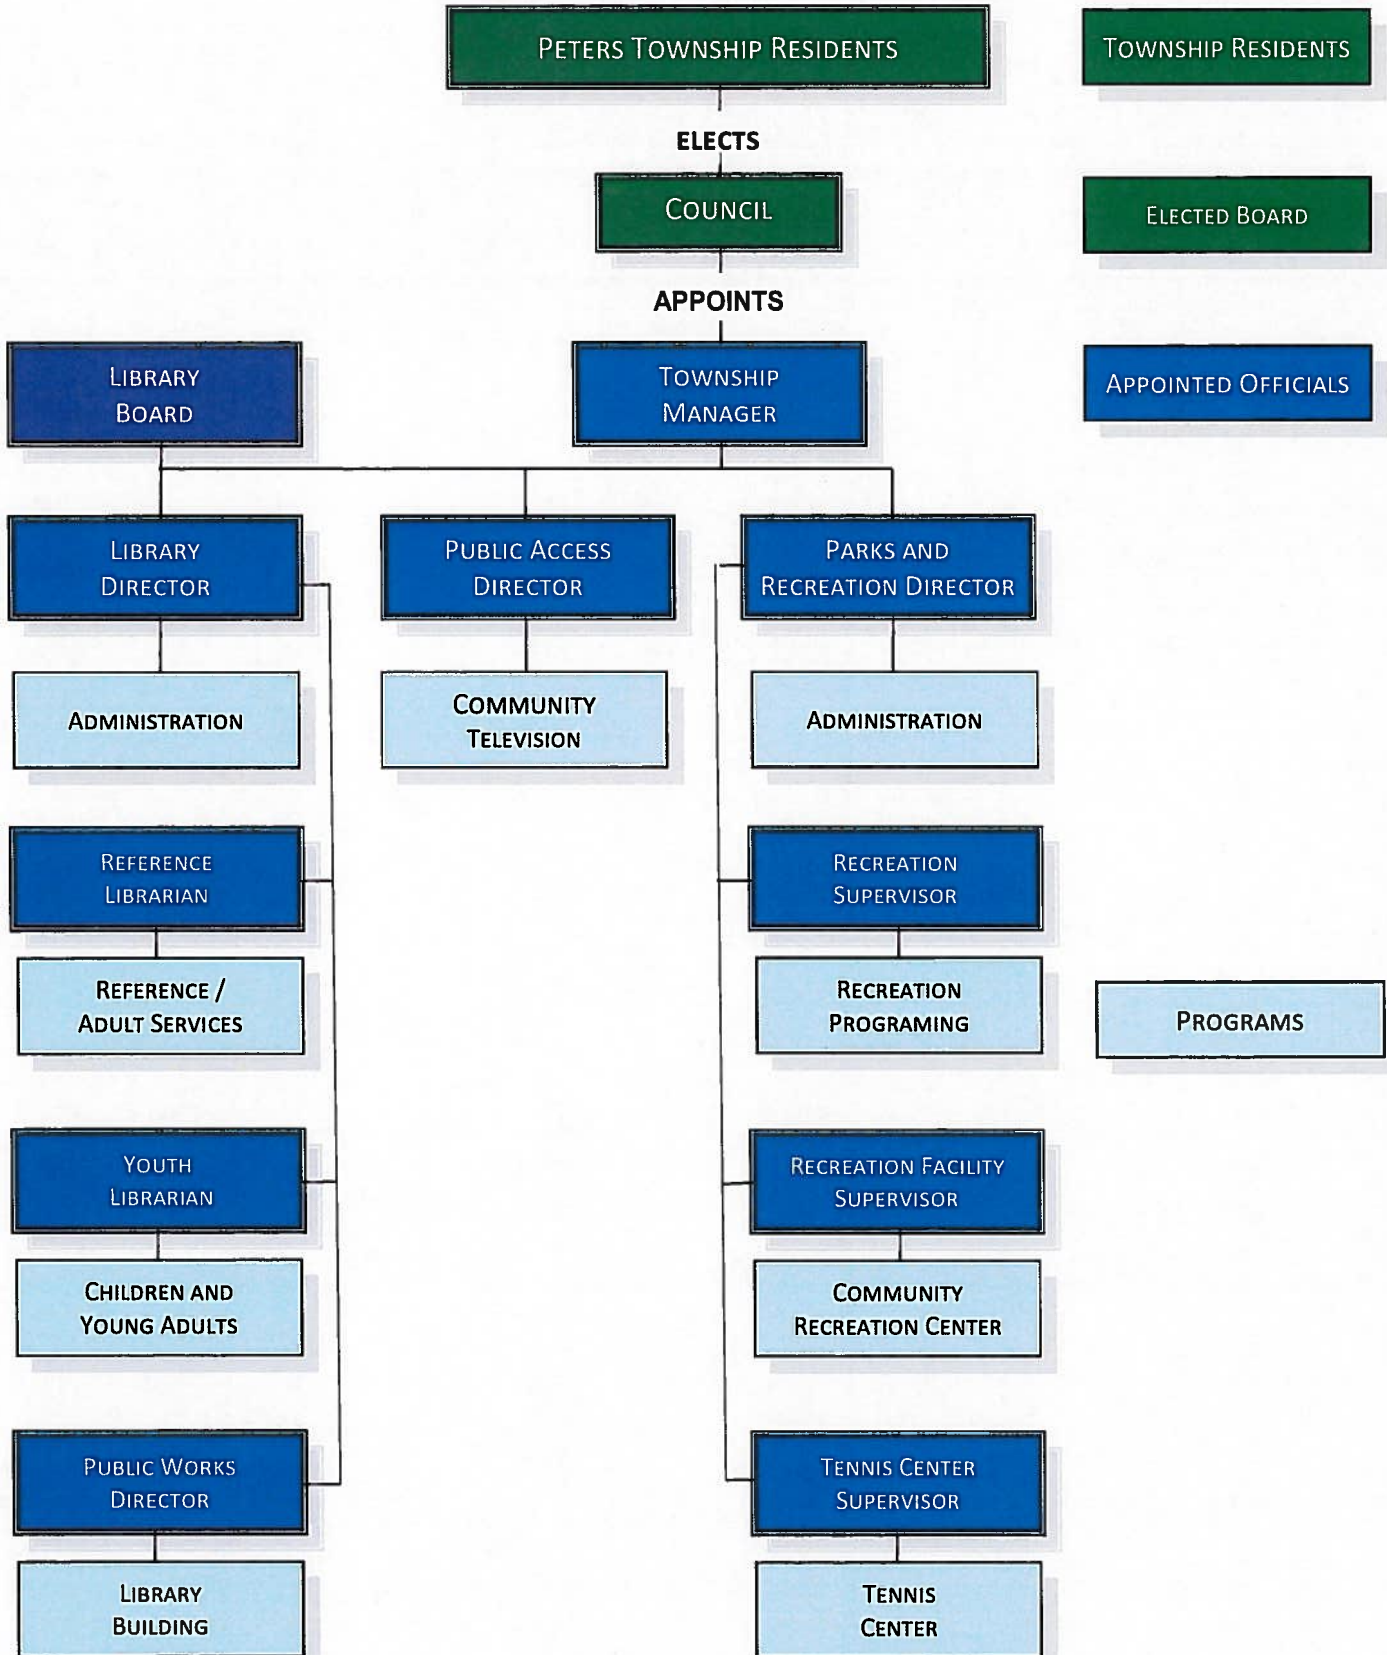 PETERS TOWNSHIP RESIDENTS
TOWNSHIP RESIDENTS
ELECTS
COUNCIL
ELECTED BOARD
APPOINTS
LIBRARY
BOARD
TOWNSHIP
MANAGER
APPOINTED OFFICIALS
LIBRARY
DIRECTOR
PUBLIC ACCESS
DIRECTOR
PARKS AND
RECREATION DIRECTOR
ADMINISTRATION
COMMUNITY
TELEVISION
ADMINISTRATION
REFERENCE
LIBRARIAN
RECREATION
SUPERVISOR
REFERENCE /
ADULT SERVICES
RECREATION
PROGRAMING
PROGRAMS
YOUTH
LIBRARIAN
RECREATION FACILITY
SUPERVISOR
CHILDREN AND
YOUNG ADULTS
COMMUNITY
RECREATION CENTER
PUBLIC WORKS
DIRECTOR
TENNIS CENTER
SUPERVISOR
LIBRARY
BUILDING
TENNIS
CENTER